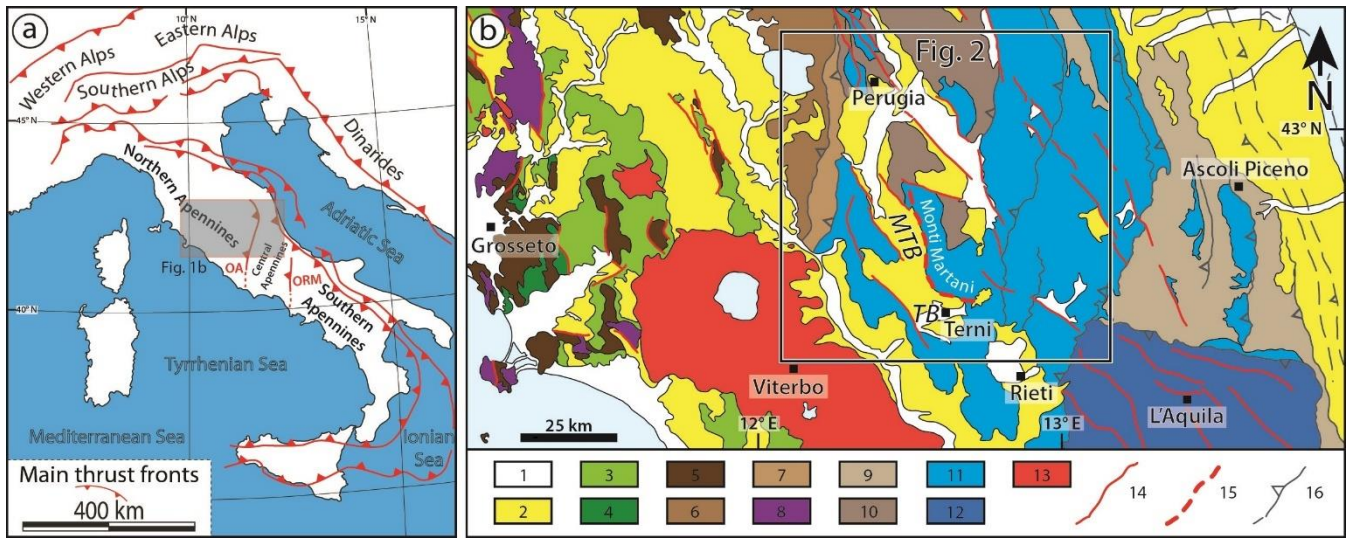 a
10° N
15° N
Western Alps
Eastern Alps
Southern Alps
Dinarides
45° N
Northern Apennines
Adriatic Sea
Fig. 1b
OA
Central
Apennines
ORM
40° N
Southern
Apennines
Tyrrhenian Sea
Mediterranean Sea
Ionian
Sea
Main thrust fronts
400 km
b
Fig. 2
N
Perugia
43° N
Ascoli Piceno
Grosseto
MTB
Monti Martani
TB
Terni
Viterbo
Rieti
L'Aquila
25 km
12° E
13° E
1
3
5
7
9
11
13
14
15
16
2
4
6
8
10
12